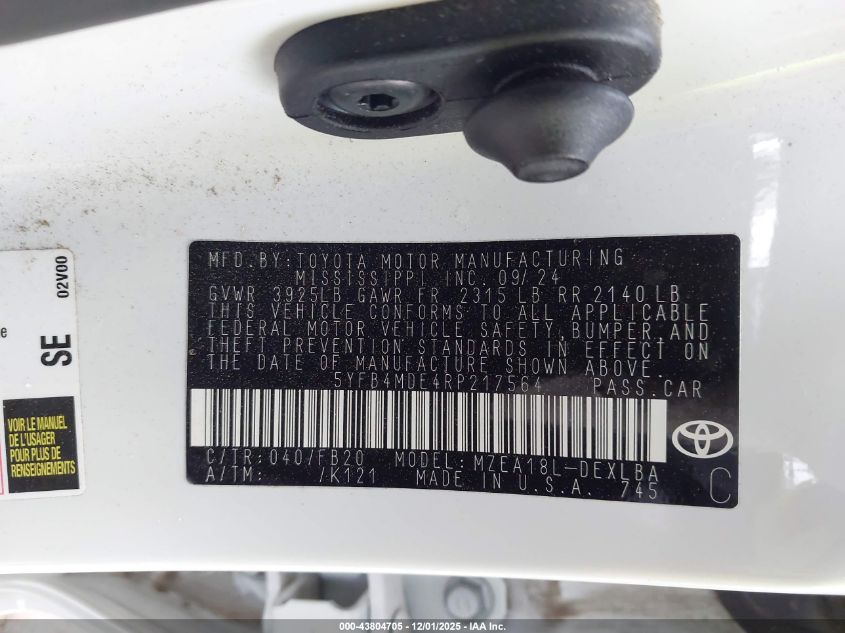 MFD. BY: TOYOTA MOTOR MANUFACTURING
MISSISSIPPI INC. 09/24
GVWR 3925LB GAWR FR 2315 LB RR 2140 LB
THIS VEHICLE CONFORMS TO ALL APPLICABLE
FEDERAL MOTOR VEHICLE SAFETY, BUMPER, AND
THEFT PREVENTION STANDARDS IN EFFECT ON
THE DATE OF MANUFACTURE SHOWN ABOVE.
5YFB4MDE4RP217564 PASS. CAR
C/TR: 040/FB20 MODEL: MZEA18L-DEXLBA
A/TM: /K121 MADE IN U.S.A. 745
C
02V00
SE
VOIR LE MANUEL
DE L'USAGER
POUR PLUS DE
RENSEIGNEMENTS
000-43804705 - 12/01/2025 - IAA Inc.